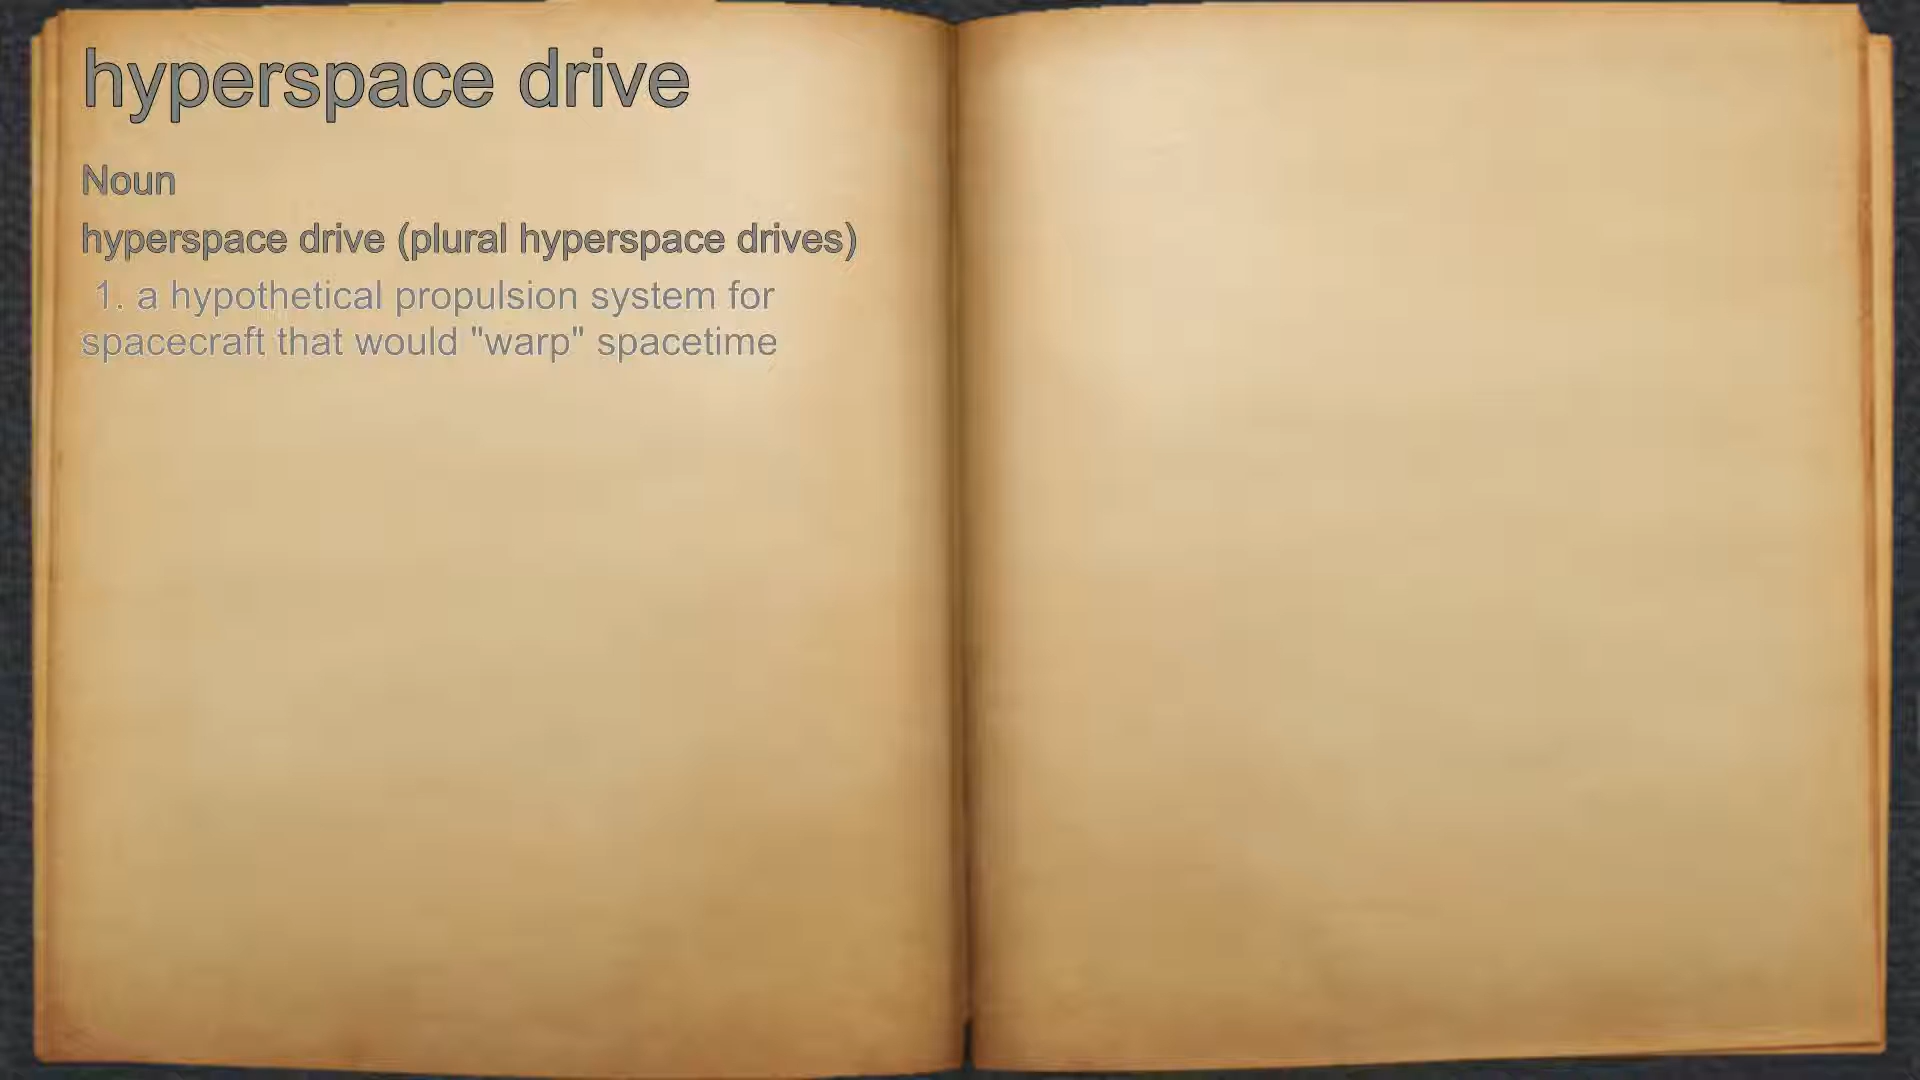 hyperspace drive
Noun
hyperspace drive (plural hyperspace drives)
1. a hypothetical propulsion system for
spacecraft that would "warp" spacetime